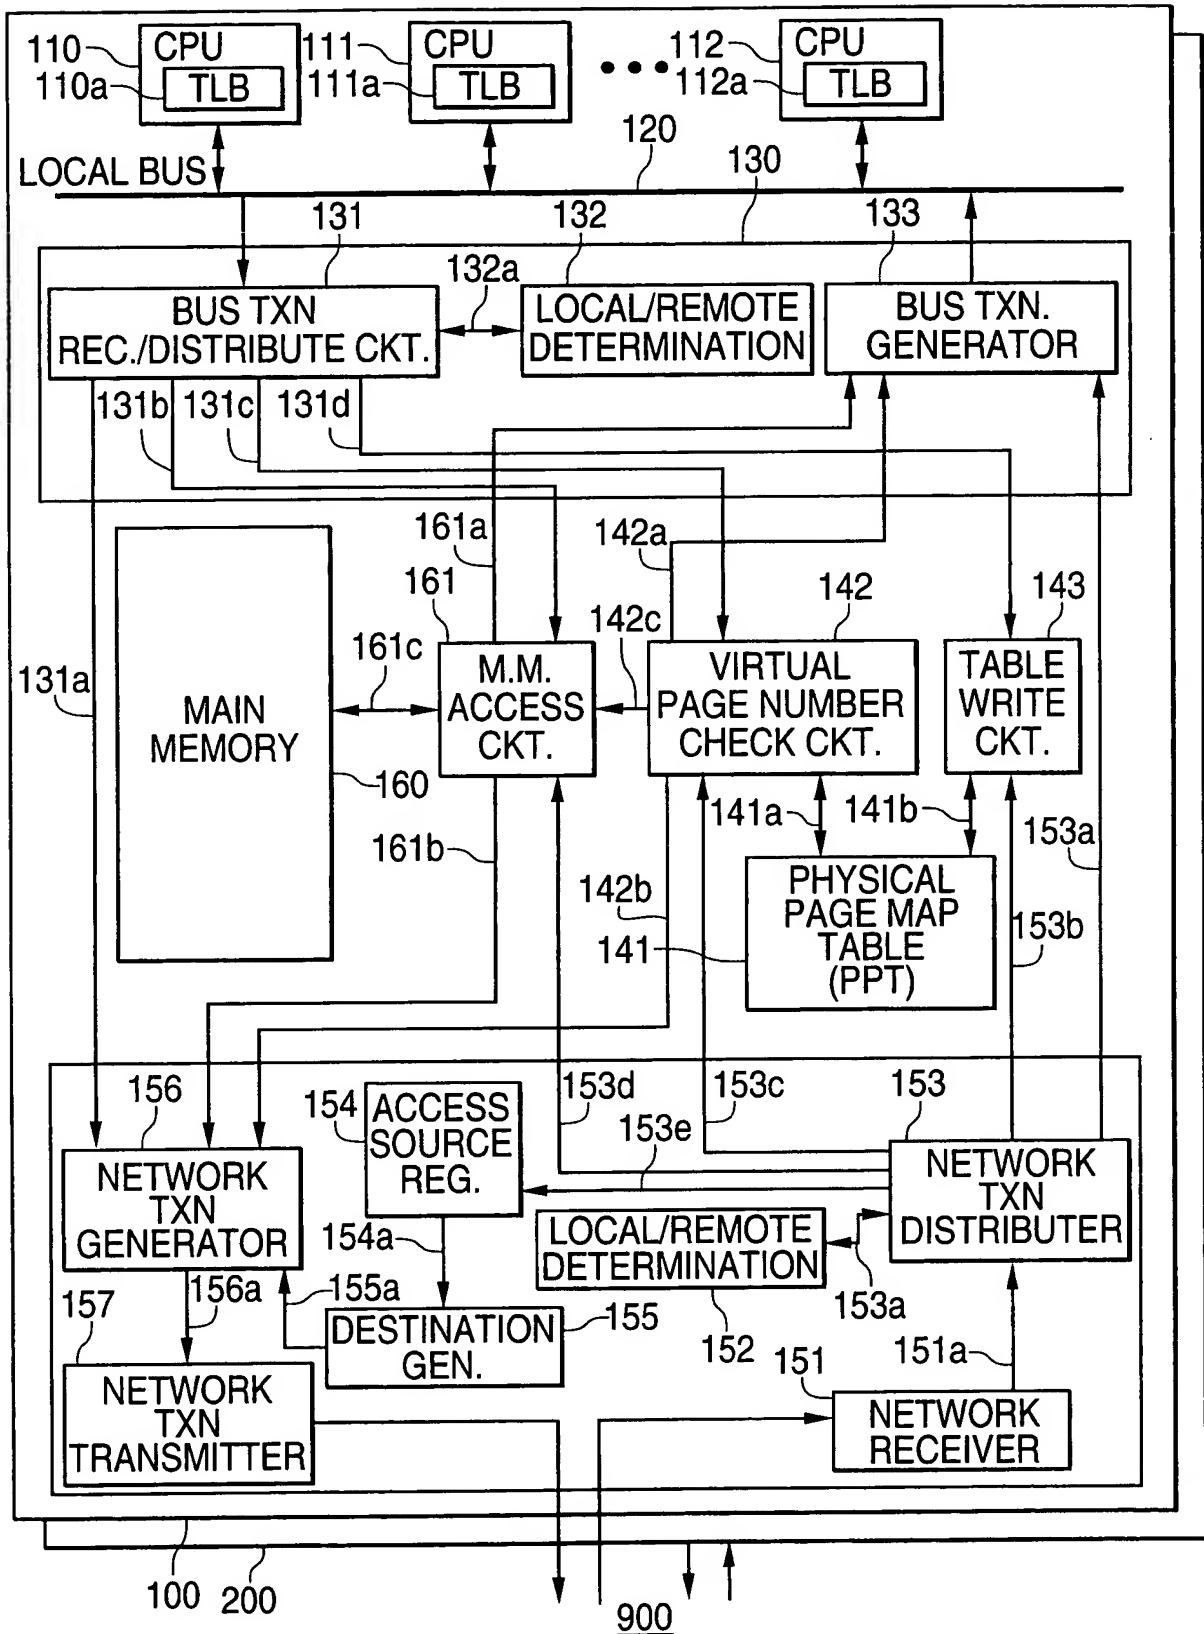 110
CPU
111
CPU
112
CPU
110a
TLB
111a
TLB
112a
TLB
LOCAL BUS
120
130
131
132
133
132a
BUS TXN
REC./DISTRIBUTE CKT.
LOCAL/REMOTE
DETERMINATION
BUS TXN.
GENERATOR
131b
131c
131d
161a
142a
161
142
143
142c
131a
161c
MAIN
MEMORY
M.M.
ACCESS
CKT.
VIRTUAL
PAGE NUMBER
CHECK CKT.
TABLE
WRITE
CKT.
160
161b
141a
141b
153a
142b
141
PHYSICAL
PAGE MAP
TABLE
(PPT)
153b
156
154
ACCESS
SOURCE
REG.
153d
153c
153
153e
NETWORK
TXN
GENERATOR
NETWORK
TXN
DISTRIBUTER
154a
LOCAL/REMOTE
DETERMINATION
157
156a
155a
153a
DESTINATION
GEN.
155
152
151
151a
NETWORK
TXN
TRANSMITTER
NETWORK
RECEIVER
100
200
900